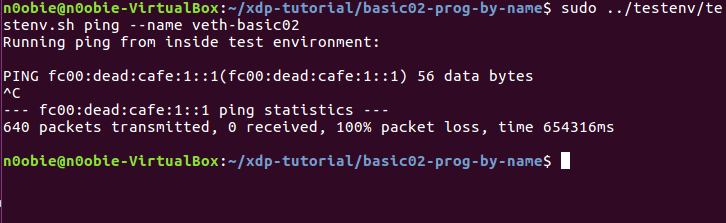 n0obie@n0obie-VirtualBox:~/xdp-tutorial/basic02-prog-by-name$ sudo ../testenv/te
stenv.sh ping --name veth-basic02
Running ping from inside test environment:
PING fc00:dead:cafe:1::1(fc00:dead:cafe:1::1) 56 data bytes
^C
--- fc00:dead:cafe:1::1 ping statistics ---
640 packets transmitted, 0 received, 100% packet loss, time 654316ms
n0obie@n0obie-VirtualBox:~/xdp-tutorial/basic02-prog-by-name$